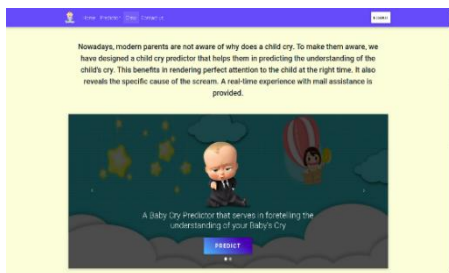 Home Predictor Cries Contact Us
Nowadays, modern parents are not aware of why does a child cry. To make them aware, we
have designed a child cry predictor that helps them in predicting the understanding of the
child's cry. This benefits in rendering perfect attention to the child at the right time. It also
reveals the specific cause of the scream. A real-time experience with mail assistance is
provided.
A Baby Cry Predictor that serves in foretelling the
understanding of your Baby's Cry
PREDICT